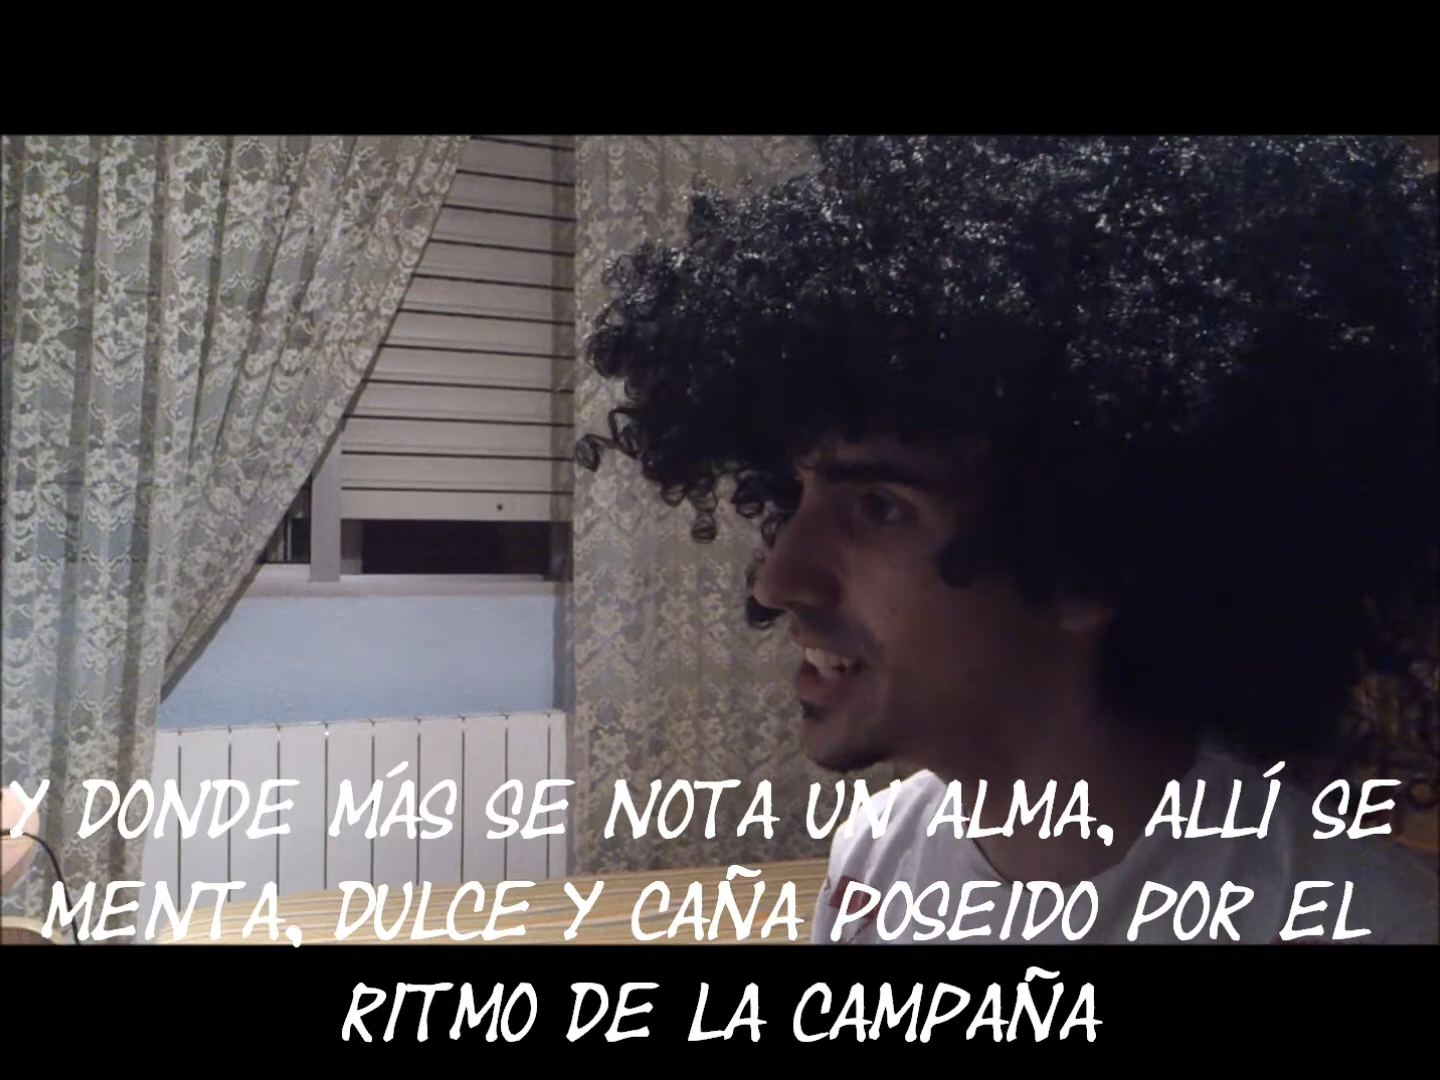 Y DONDE MÁS SE NOTA UN ALMA, ALLÍ SE
MENTA, DULCE Y CAÑA POSEIDO POR EL
RITMO DE LA CAMPAÑA